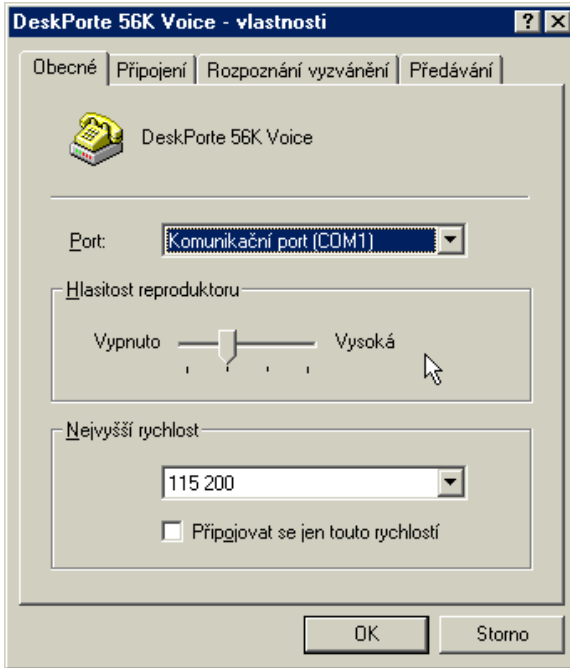 DeskPorte 56K Voice - vlastnosti
Obecné Připojení Rozpoznání vyzvánění Předávání
DeskPorte 56K Voice
Port: Komunikační port (COM1)
Hlasitost reproduktoru
Vypnuto Vysoká
Nejvyšší rychlost
115 200
Připojovat se jen touto rychlostí
OK Storno